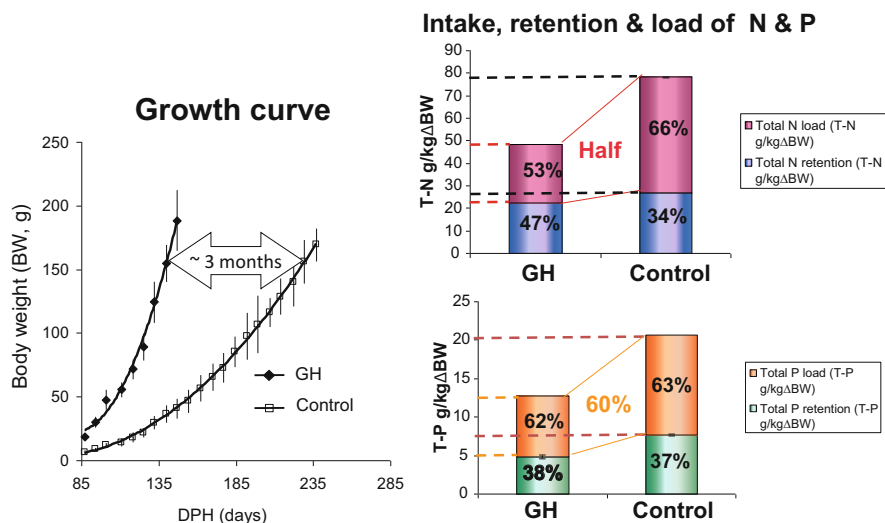 Intake, retention & load of N & P
Growth curve
250
200
150
100
50
0
85
135
185
235
285
Body weight (BW, g)
DPH (days)
~ 3 months
GH
Control
90
80
70
60
50
40
30
20
10
0
T-N g/kgΔBW
66%
53%
Half
47%
34%
GH
Control
Total N load (T-N
g/kgΔBW)
Total N retention (T-N
g/kgΔBW)
25
20
15
10
5
0
T-P g/kgΔBW
63%
62%
60%
38%
37%
GH
Control
Total P load (T-P
g/kgΔBW)
Total P retention (T-P
g/kgΔBW)